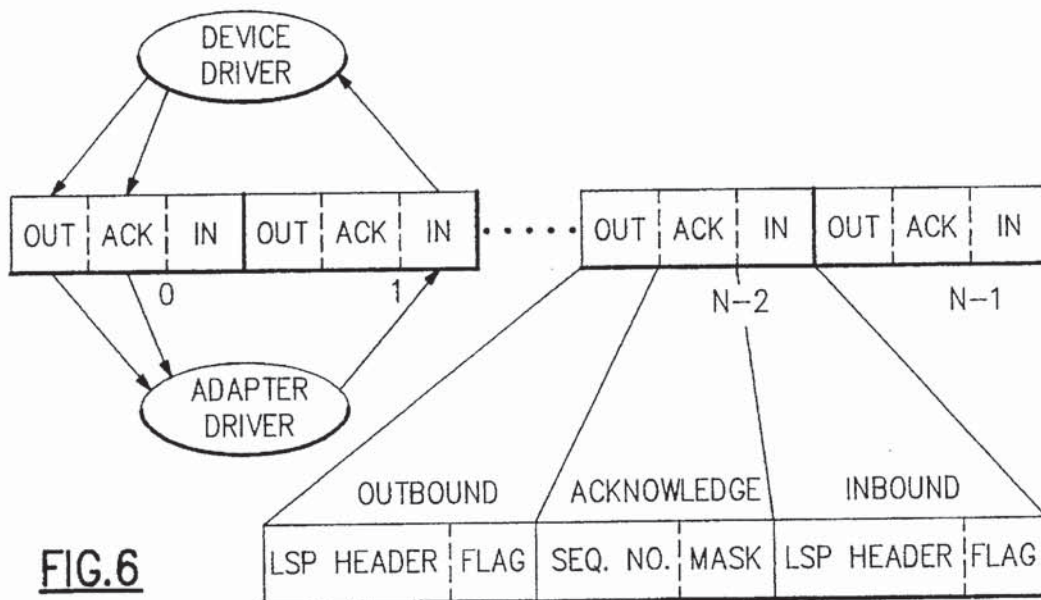 DEVICE
DRIVER
OUT ACK IN OUT ACK IN ..... OUT ACK IN OUT ACK IN
0 1 N-2 N-1
ADAPTER
DRIVER
OUTBOUND ACKNOWLEDGE INBOUND
LSP HEADER FLAG SEQ. NO. MASK LSP HEADER FLAG
FIG.6